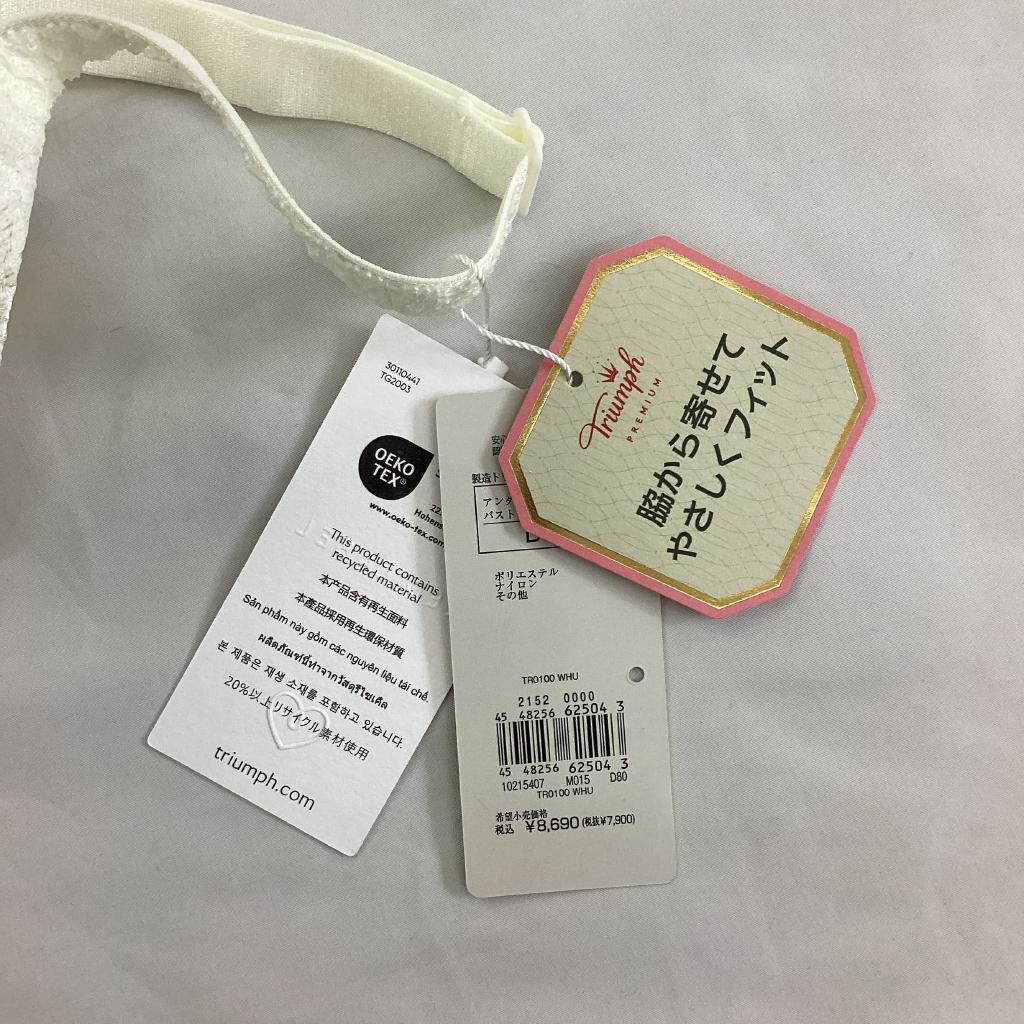 30110441
TG2003
OEKO
TEX®
www.oeko-tex.com
This product contains
recycled material
本产品含有再生面料
本產品採用再生環保材質
Sản phẩm này gồm các nguyên liệu tái chế.
ผลิตภัณฑ์นี้ทำจากวัสดุรีไซเคิล
본 제품은 재생 소재를 포함하고 있습니다.
20%以上リサイクル素材使用
triumph.com
製造
アンダ
バスト
ポリエステル
ナイロン
その他
TR0100 WHU
2152 0000
45 48256 62504 3
45 48256 62504 3
10215407 M015 D80
TR0100 WHU
希望小売価格
税込 ¥8,690 (税抜¥7,900)
Triumph
PREMIUM
脇から寄せて
やさしくフィット